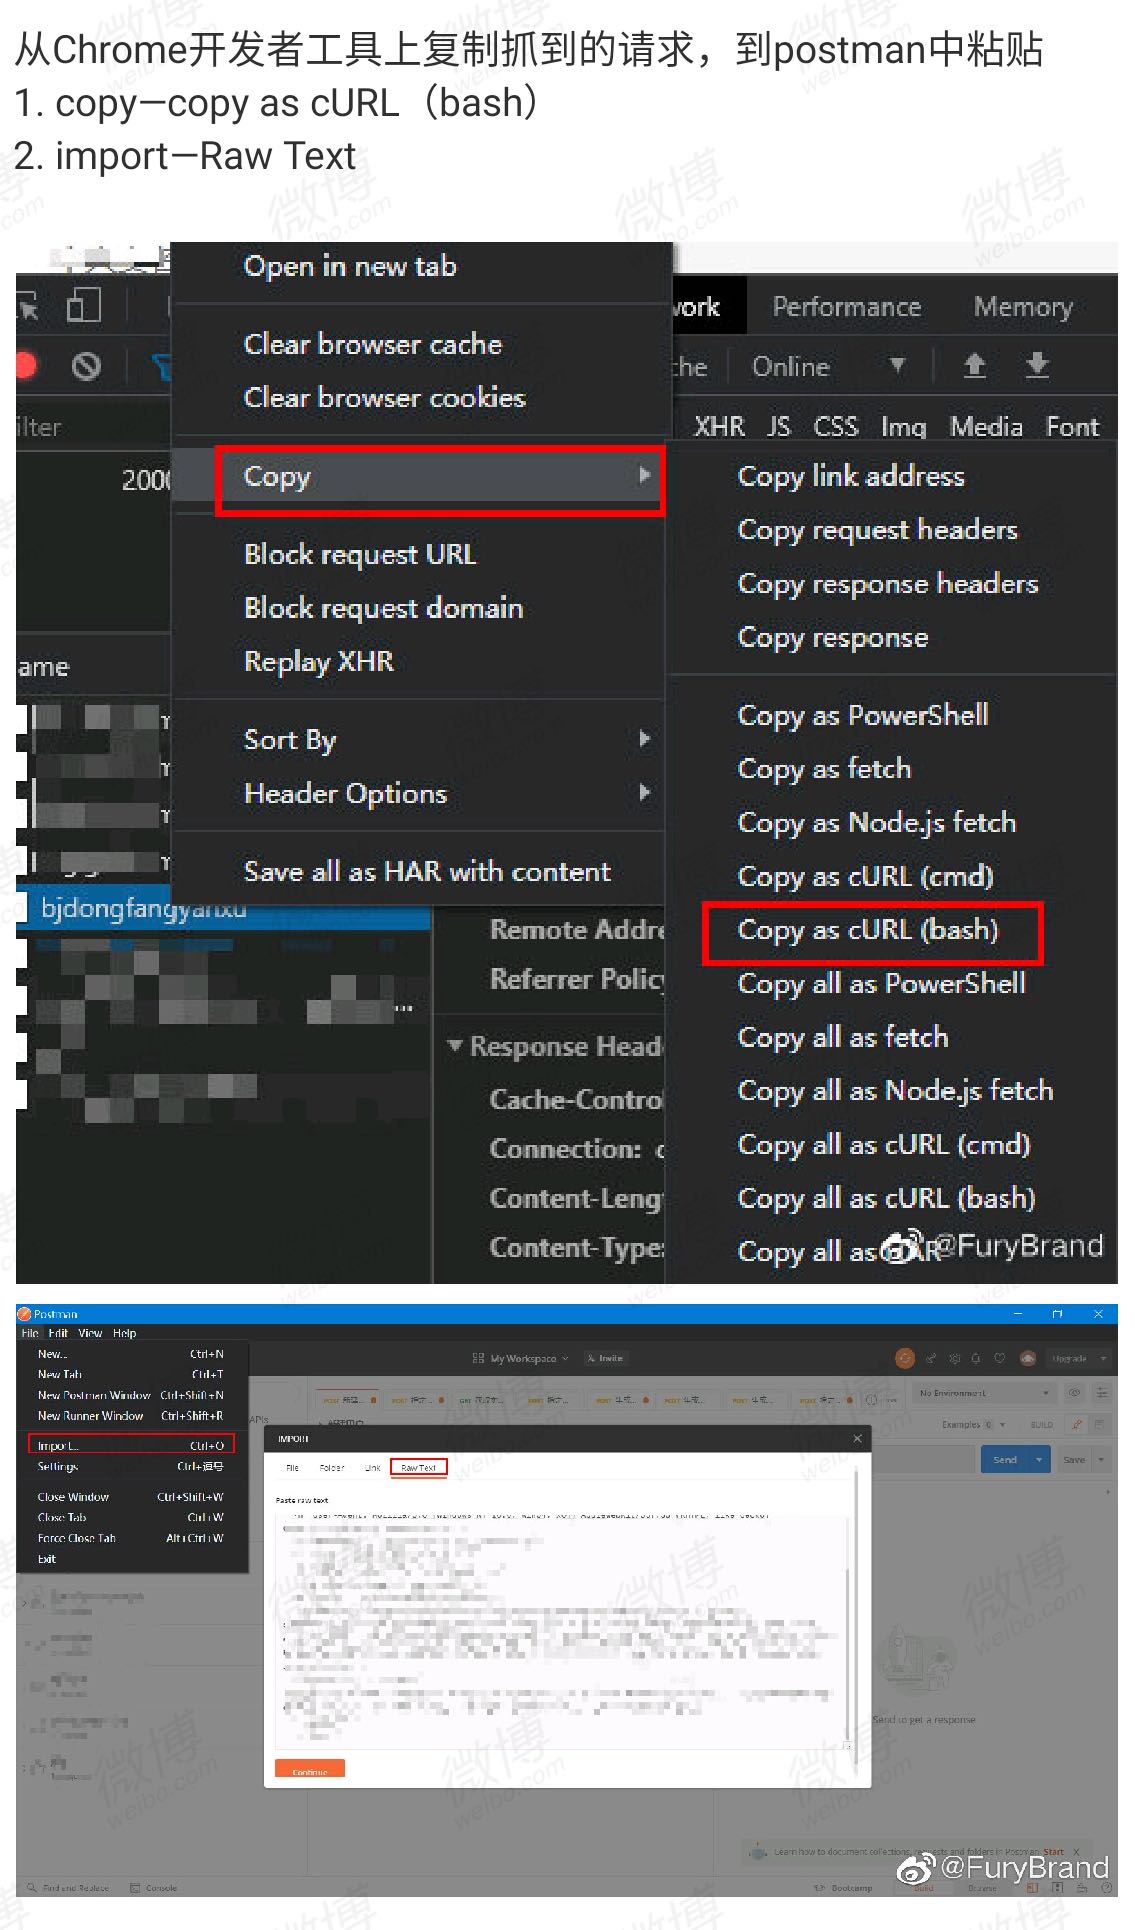 从Chrome开发者工具上复制抓到的请求，到postman中粘贴
1. copy—copy as cURL（bash）
2. import—Raw Text
Open in new tab
Clear browser cache
Clear browser cookies
Copy
Block request URL
Block request domain
Replay XHR
Sort By
Header Options
Save all as HAR with content
work
Performance
Memory
che
Online
ilter
XHR JS CSS Img Media Font
2000
ame
bjdongfangyanxu
Copy link address
Copy request headers
Copy response headers
Copy response
Copy as PowerShell
Copy as fetch
Copy as Node.js fetch
Copy as cURL (cmd)
Copy as cURL (bash)
Copy all as PowerShell
Copy all as fetch
Copy all as Node.js fetch
Copy all as cURL (cmd)
Copy all as cURL (bash)
Copy all as HAR
Remote Addre
Referrer Policy
Response Head
Cache-Contro
Connection: c
Content-Leng
Content-Type:
@FuryBrand
Postman
File Edit View Help
New... Ctrl+N
New Tab Ctrl+T
New Postman Window Ctrl+Shift+N
New Runner Window Ctrl+Shift+R
Import... Ctrl+O
Settings Ctrl+逗号
Close Window Ctrl+Shift+W
Close Tab Ctrl+W
Force Close Tab Alt+Ctrl+W
Exit
My Workspace
Invite
Upgrade
APIs
No Environment
Examples 0
BUILD
Send
Save
IMPORT
File Folder Link Raw Text
Paste raw text
Continue
Send to get a response
Learn how to document collections, requests and folders in Postman. Start X
Find and Replace
Console
Bootcamp
Build
Browse
@FuryBrand
微博
weibo.com